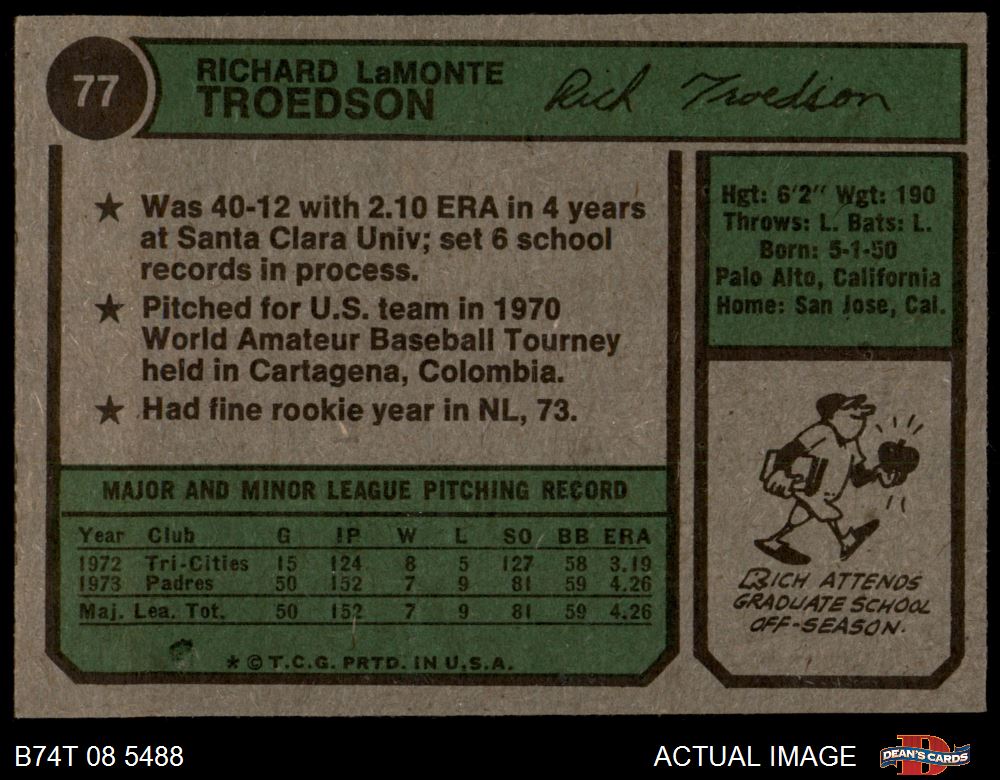 77
RICHARD LaMONTE
TROEDSON
Rich Troedson
★ Was 40-12 with 2.10 ERA in 4 years
at Santa Clara Univ; set 6 school
records in process.
★ Pitched for U.S. team in 1970
World Amateur Baseball Tourney
held in Cartagena, Colombia.
★ Had fine rookie year in NL, 73.
Hgt: 6'2" Wgt: 190
Throws: L. Bats: L.
Born: 5-1-50
Palo Alto, California
Home: San Jose, Cal.
MAJOR AND MINOR LEAGUE PITCHING RECORD
Year Club G IP W L SO BB ERA
1972 Tri-Cities 15 124 8 5 127 58 3.19
1973 Padres 50 152 7 9 81 59 4.26
Maj. Lea. Tot. 50 152 7 9 81 59 4.26
* © T.C.G. PRTD. IN U.S.A.
RICH ATTENDS
GRADUATE SCHOOL
OFF-SEASON.
B74T 08 5488
ACTUAL IMAGE
DEAN'S CARDS